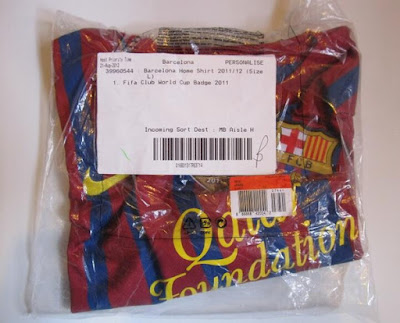 Barcelona PERSONALISE
38960544 Barcelona Home Shirt 2011/12 (Size
L)
1. Fifa Club World Cup Badge 2011
Incoming Sort Dest : MB Aisle H
FCB
Qatar
Foundation